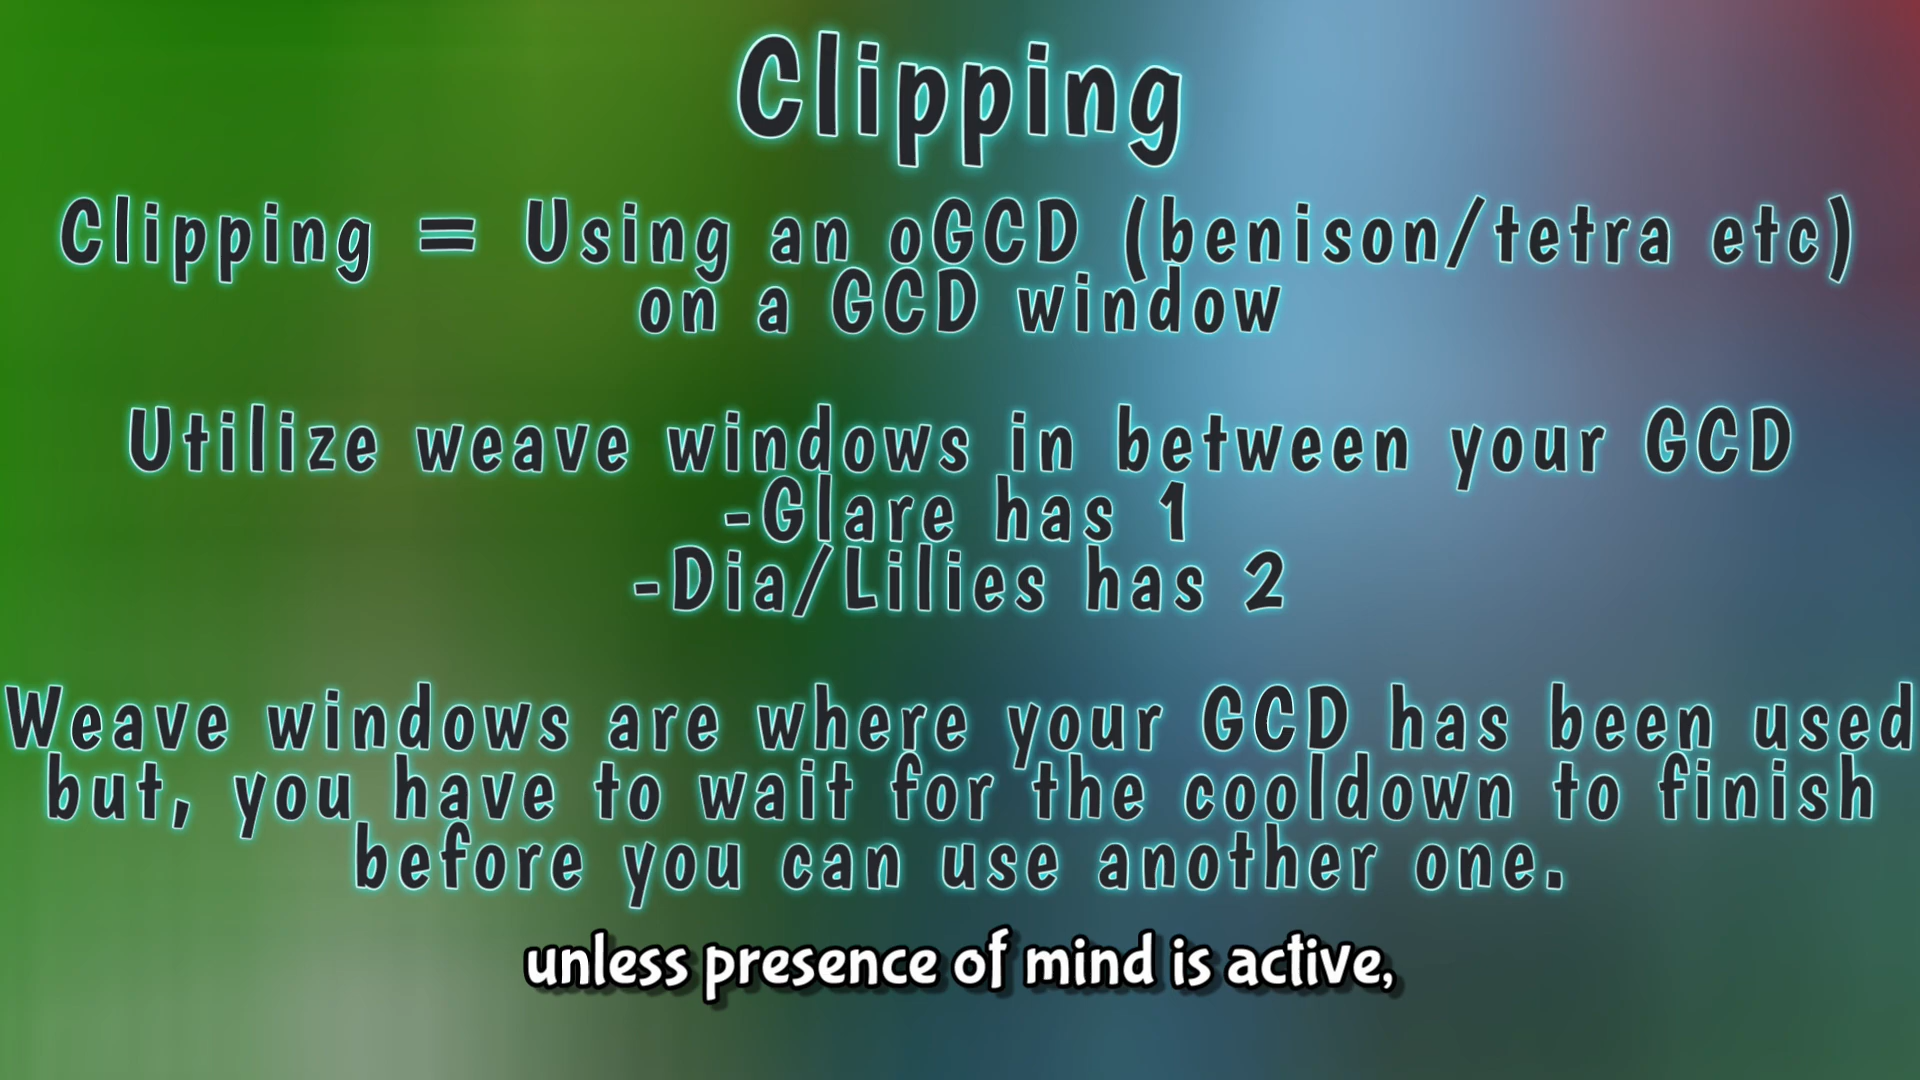 Clipping
Clipping = Using an oGCD (benison/tetra etc)
on a GCD window
Utilize weave windows in between your GCD
-Glare has 1
-Dia/Lilies has 2
Weave windows are where your GCD has been used
but, you have to wait for the cooldown to finish
before you can use another one.
unless presence of mind is active,